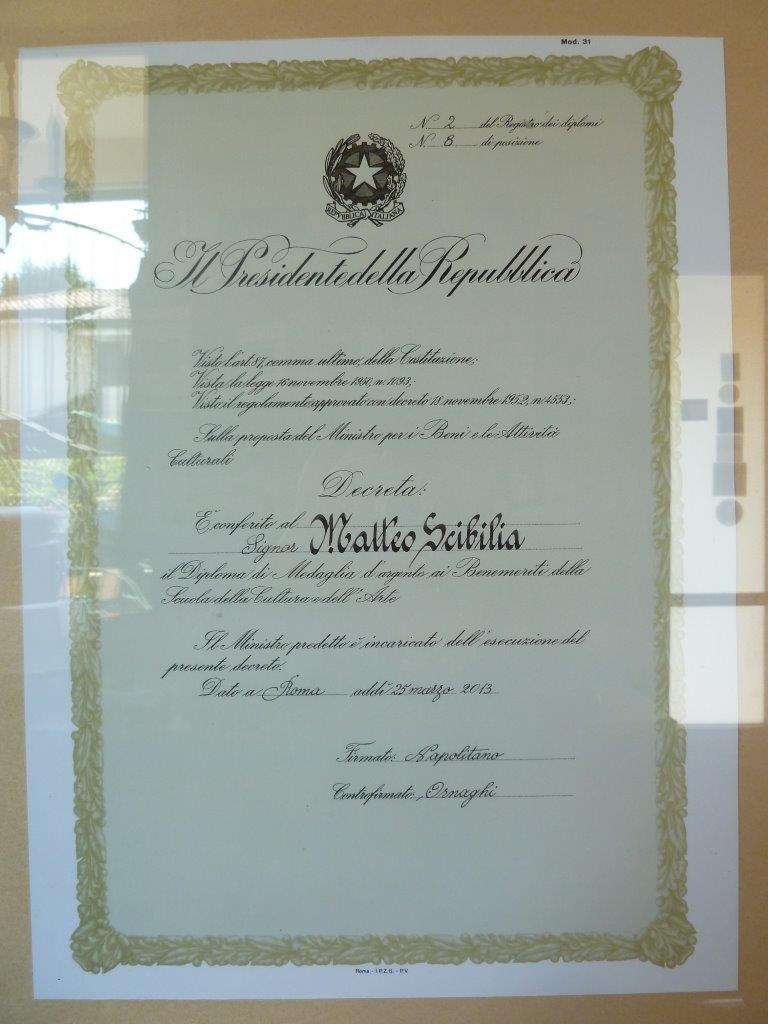 Mod. 31
N. 2 del Registro dei diplomi
N. 8 di posizione
REPVBBLICA ITALIANA
Il Presidente della Repubblica
Visto l'art. 87, comma ultimo, della Costituzione;
Vista la legge 16 novembre 1950, n. 1093;
Visto il regolamento approvato con decreto 18 novembre 1952, n. 4553;
Sulla proposta del Ministro per i Beni e le Attività
Culturali
Decreta:
È conferito al
Signor Matteo Scibilia
il Diploma di Medaglia d'argento ai Benemeriti della
Scuola della Cultura e dell'Arte
Il Ministro predetto è incaricato dell'esecuzione del
presente decreto.
Dato a Roma addì 25 marzo 2013
Firmato: Napolitano
Controfirmato: Ornaghi
Roma - I.P.Z.S. - P.V.